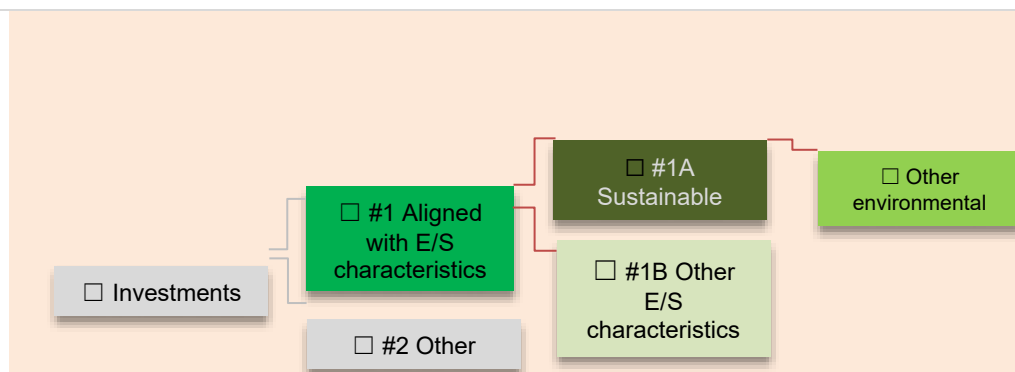 ☐ Investments
☐ #1 Aligned
with E/S
characteristics
☐ #2 Other
☐ #1A
Sustainable
☐ #1B Other
E/S
characteristics
☐ Other
environmental